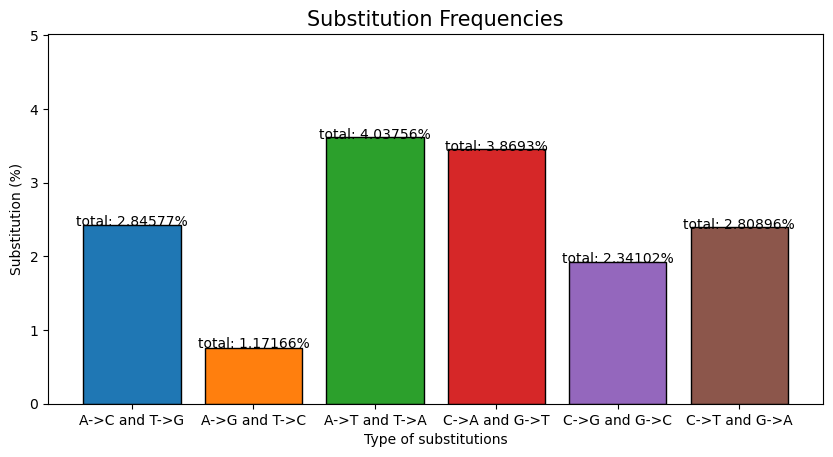 Substitution Frequencies
5
4
3
2
1
0
Substitution (%)
total: 2.84577%
total: 1.17166%
total: 4.03756%
total: 3.8693%
total: 2.34102%
total: 2.80896%
A->C and T->G
A->G and T->C
A->T and T->A
C->A and G->T
C->G and G->C
C->T and G->A
Type of substitutions